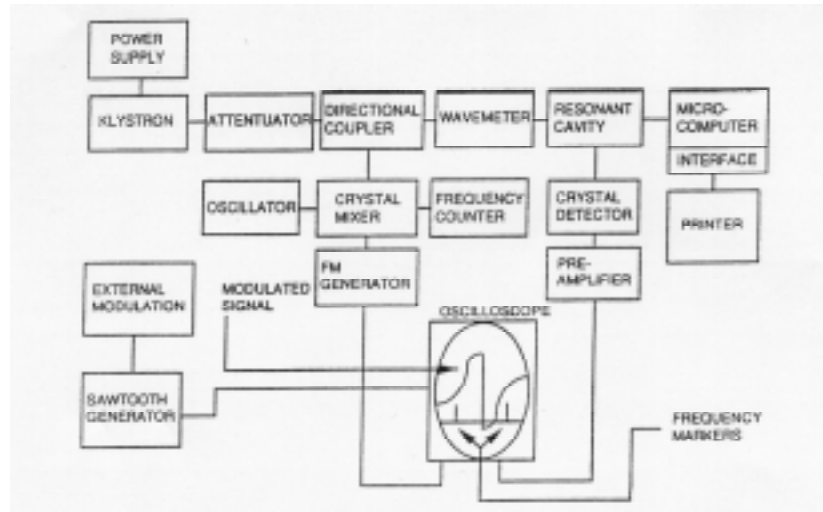 POWER
SUPPLY
KLYSTRON
ATTENTUATOR
DIRECTIONAL
COUPLER
WAVEMETER
RESONANT
CAVITY
MICRO-
COMPUTER
INTERFACE
OSCILLATOR
CRYSTAL
MIXER
FREQUENCY
COUNTER
CRYSTAL
DETECTOR
PRINTER
EXTERNAL
MODULATION
MODULATED
SIGNAL
FM
GENERATOR
PRE-
AMPLIFIER
OSCILLOSCOPE
SAWTOOTH
GENERATOR
FREQUENCY
MARKERS